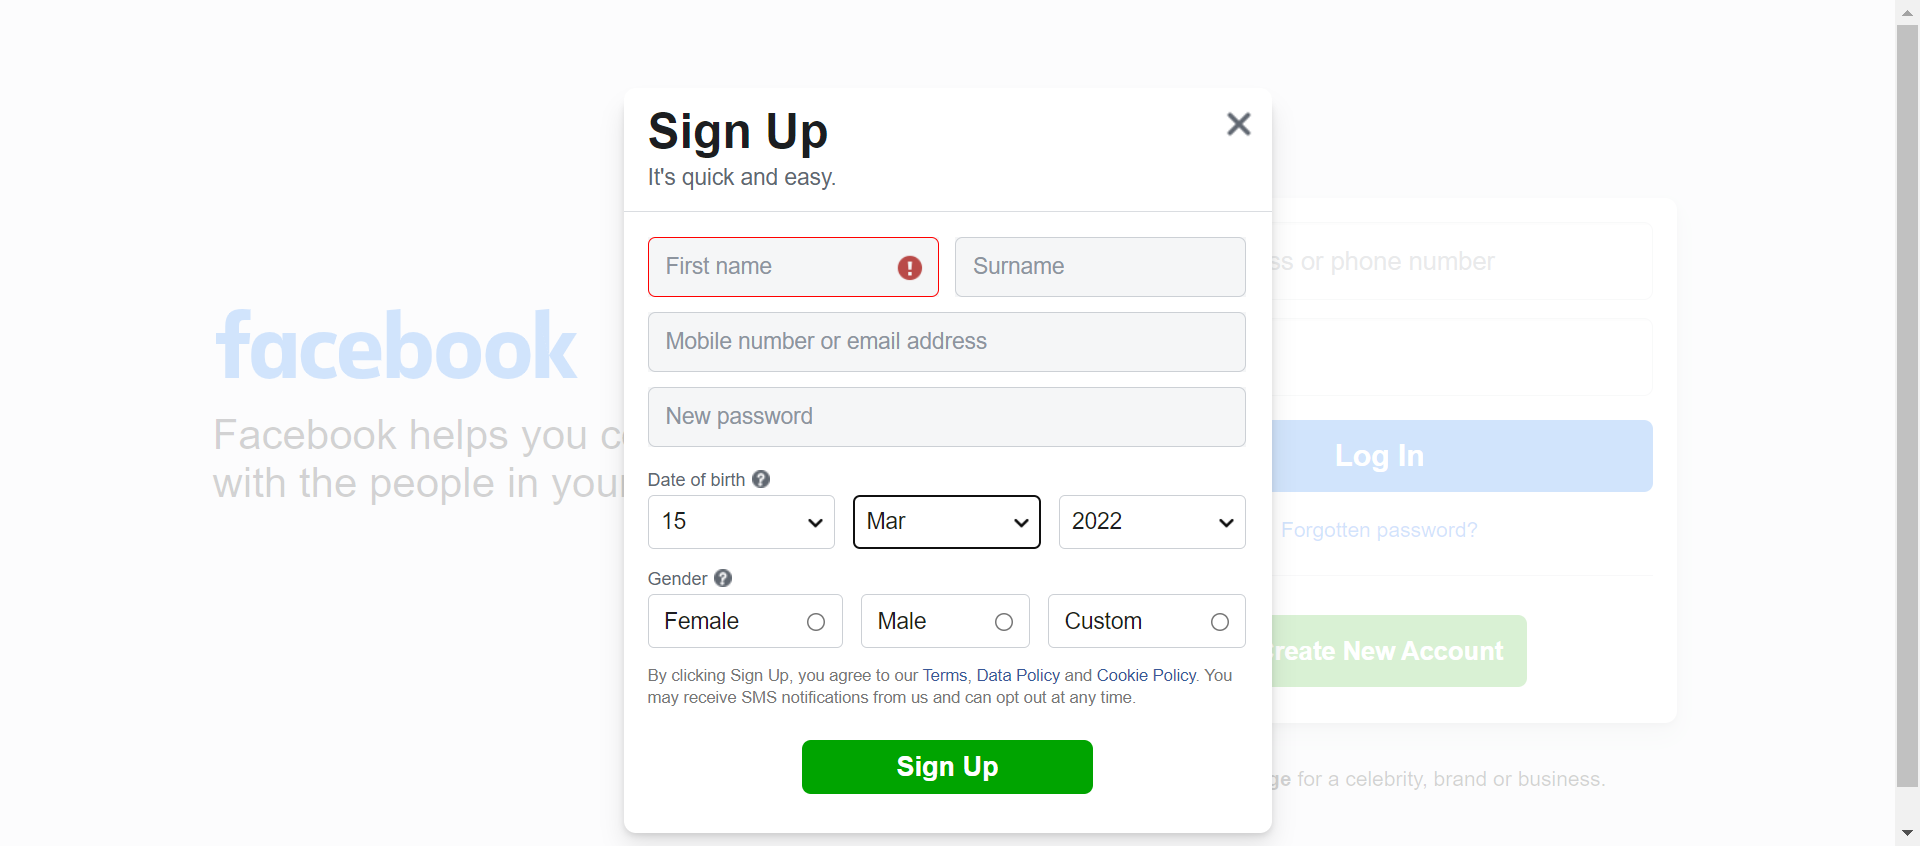 Sign Up
It's quick and easy.
First name
Surname
Mobile number or email address
New password
Date of birth ?
15
Mar
2022
Gender ?
Female
Male
Custom
By clicking Sign Up, you agree to our Terms, Data Policy and Cookie Policy. You
may receive SMS notifications from us and can opt out at any time.
Sign Up
facebook
Facebook helps you
with the people in your
or phone number
Log In
Forgotten password?
Create New Account
for a celebrity, brand or business.